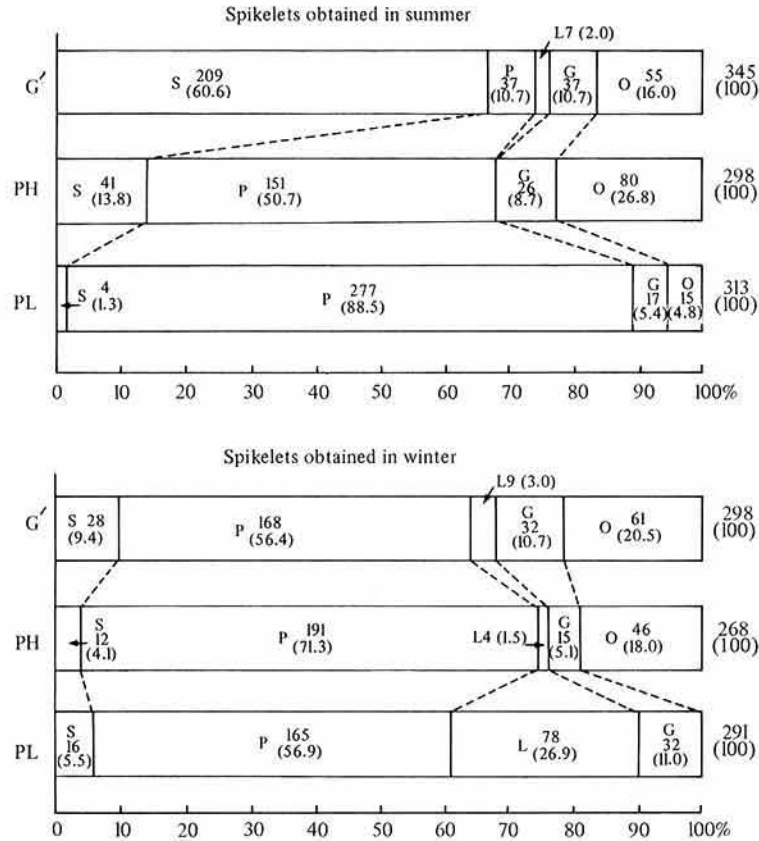 Spikelets obtained in summer
L7 (2.0)
G′ S 209 (60.6) P 37 (10.7) G 37 (10.7) O 55 (16.0) 345 (100)
PH S 41 (13.8) P 151 (50.7) G 26 (8.7) O 80 (26.8) 298 (100)
PL S 4 (1.3) P 277 (88.5) G 17 (5.4) O 15 (4.8) 313 (100)
0 10 20 30 40 50 60 70 80 90 100%
Spikelets obtained in winter
L9 (3.0)
G′ S 28 (9.4) P 168 (56.4) G 32 (10.7) O 61 (20.5) 298 (100)
PH S 12 (4.1) P 191 (71.3) L4 (1.5) G 15 (5.1) O 46 (18.0) 268 (100)
PL S 16 (5.5) P 165 (56.9) L 78 (26.9) G 32 (11.0) 291 (100)
0 10 20 30 40 50 60 70 80 90 100%